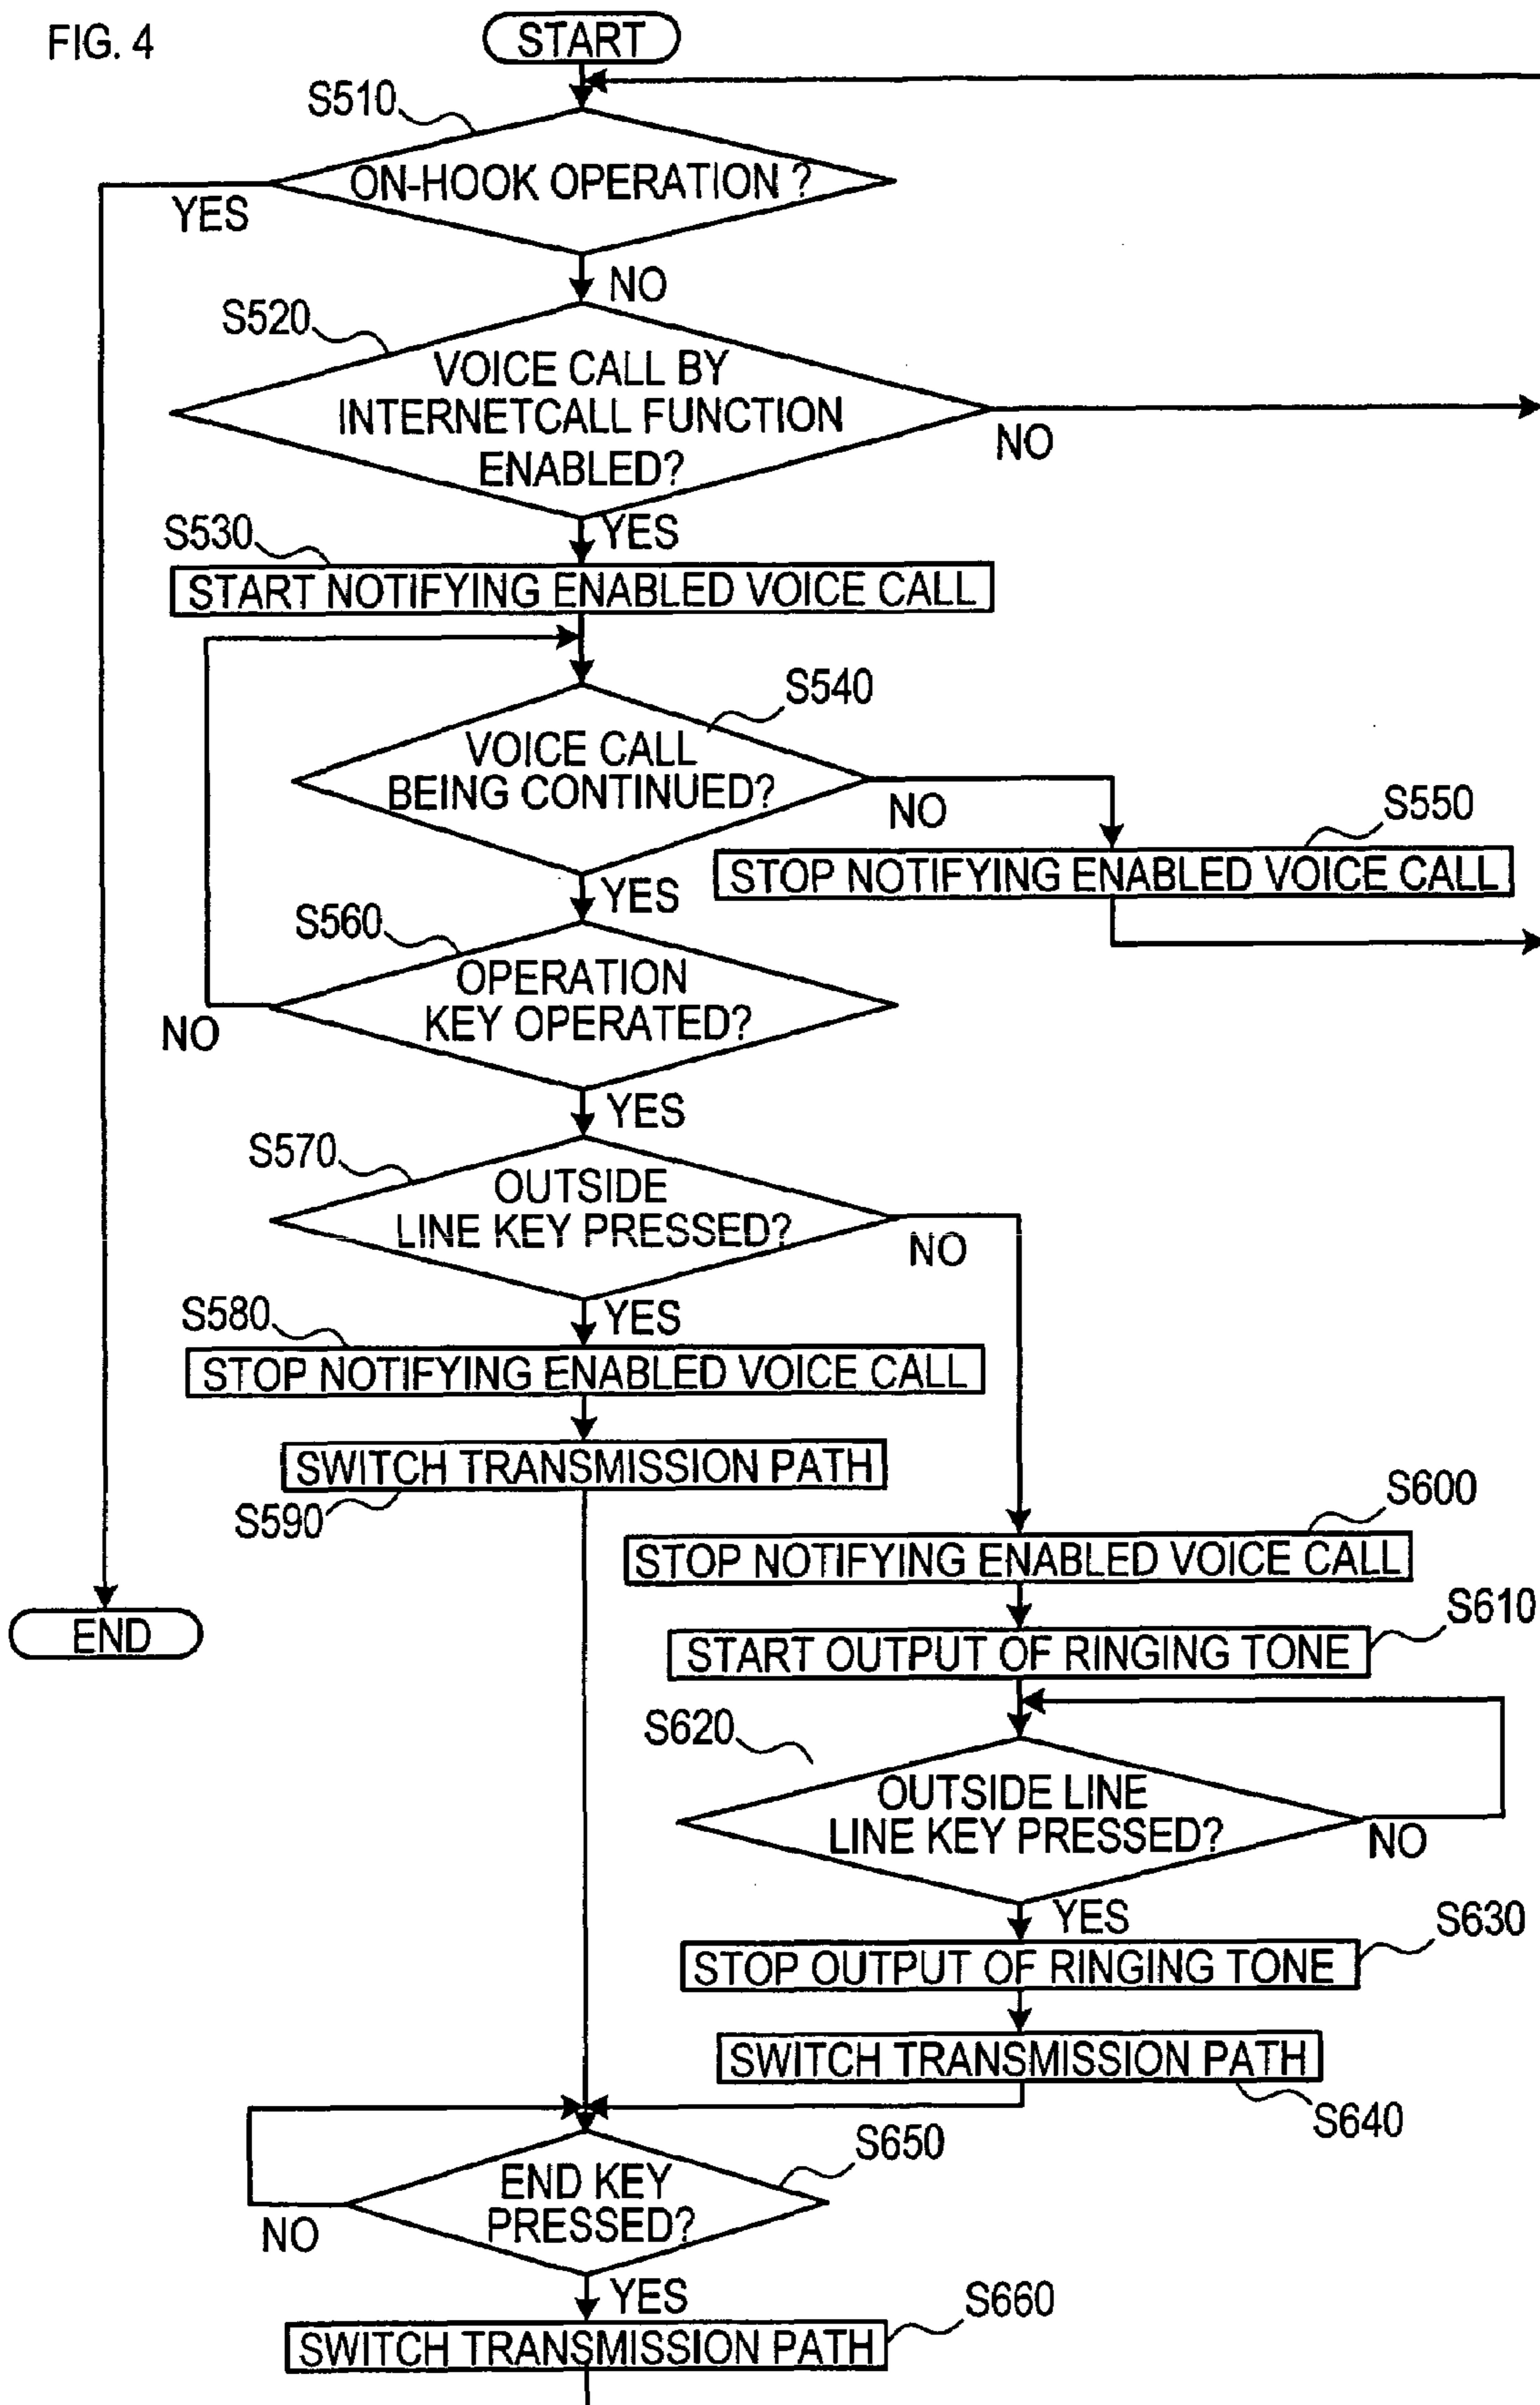 FIG. 4
START
S510
ON-HOOK OPERATION ?
YES
NO
S520
VOICE CALL BY
INTERNETCALL FUNCTION
ENABLED?
NO
YES
S530
START NOTIFYING ENABLED VOICE CALL
S540
VOICE CALL
BEING CONTINUED?
NO
S550
STOP NOTIFYING ENABLED VOICE CALL
YES
S560
OPERATION
KEY OPERATED?
NO
YES
S570
OUTSIDE
LINE KEY PRESSED?
NO
YES
S580
STOP NOTIFYING ENABLED VOICE CALL
SWITCH TRANSMISSION PATH
S590
S600
STOP NOTIFYING ENABLED VOICE CALL
S610
END
START OUTPUT OF RINGING TONE
S620
OUTSIDE LINE
LINE KEY PRESSED?
NO
YES
S630
STOP OUTPUT OF RINGING TONE
SWITCH TRANSMISSION PATH
S640
S650
END KEY
PRESSED?
NO
YES
S660
SWITCH TRANSMISSION PATH